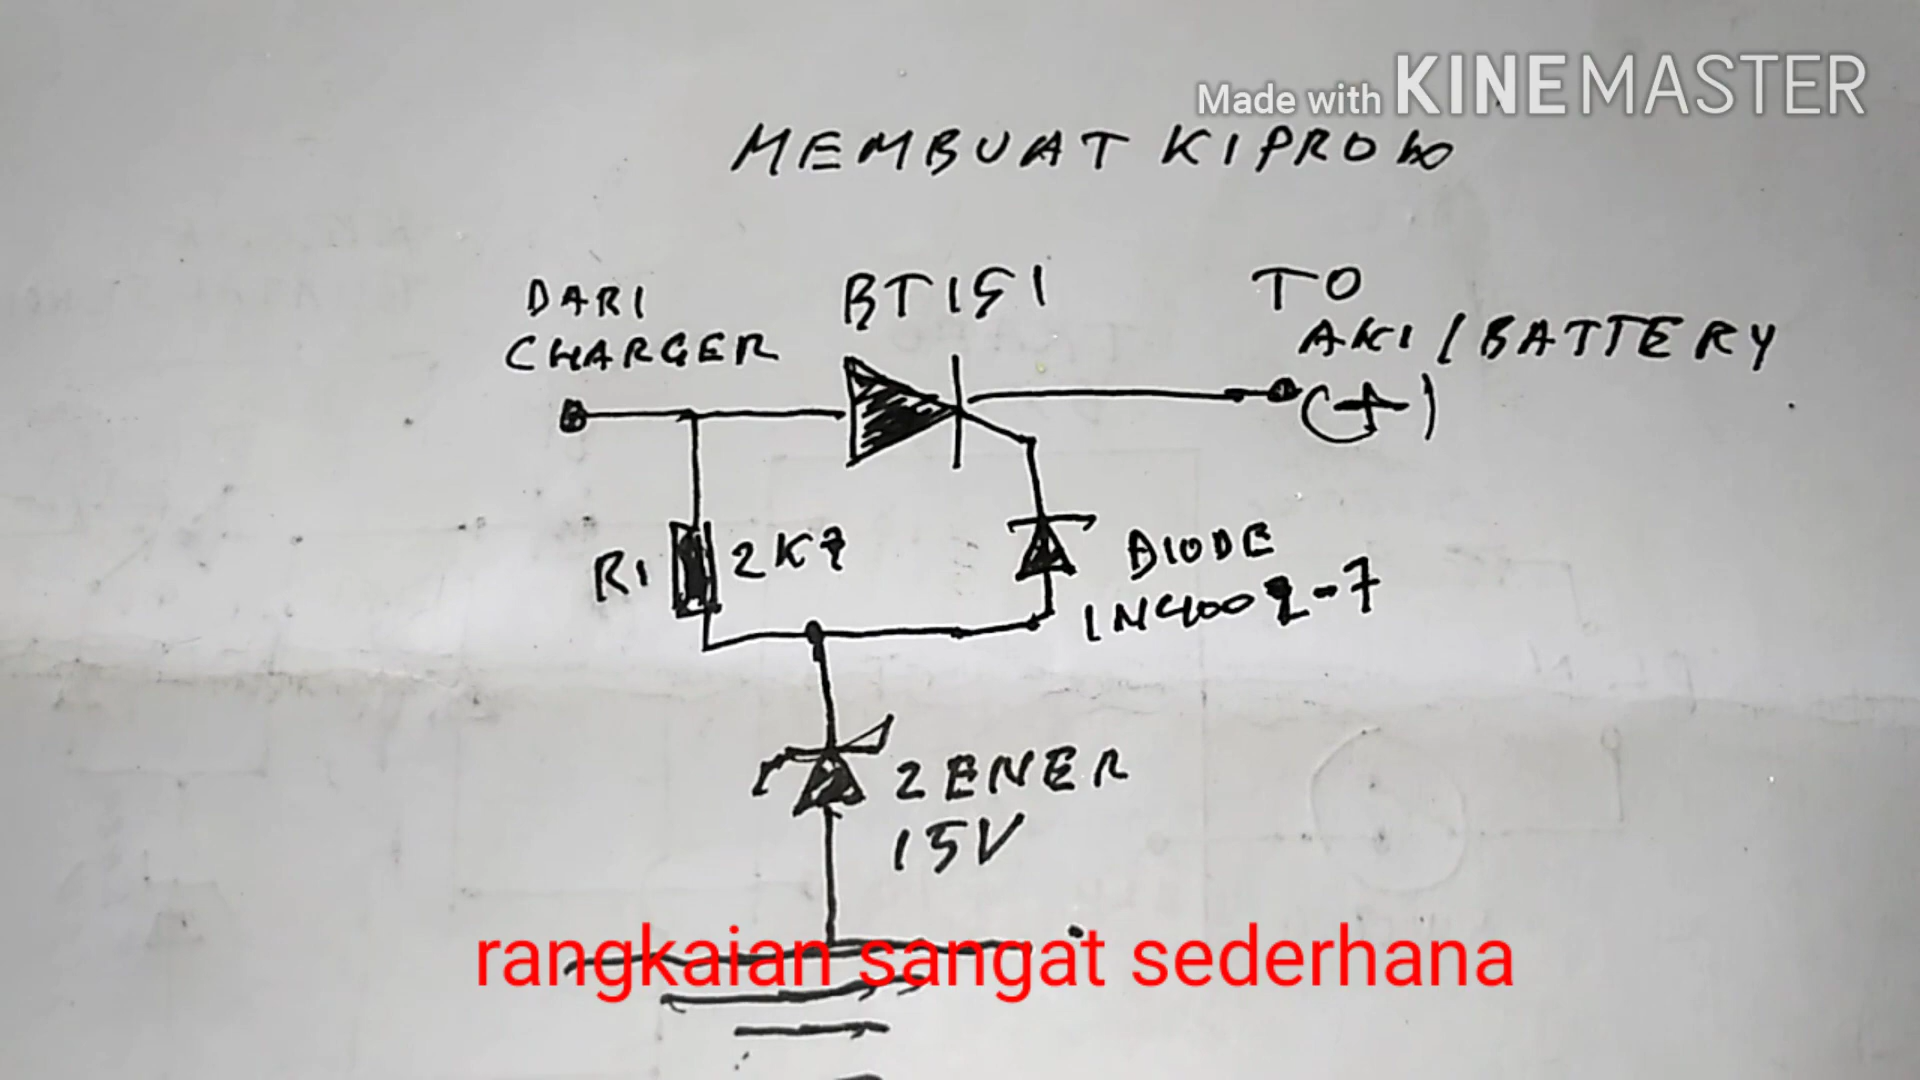 Made with KINEMASTER
MEMBUAT KIPROK
DARI
CHARGER
BT151
TO
AKI / BATTERY
(+)
R1
2K7
DIODE
1N4002-7
ZENER
15V
rangkaian sangat sederhana